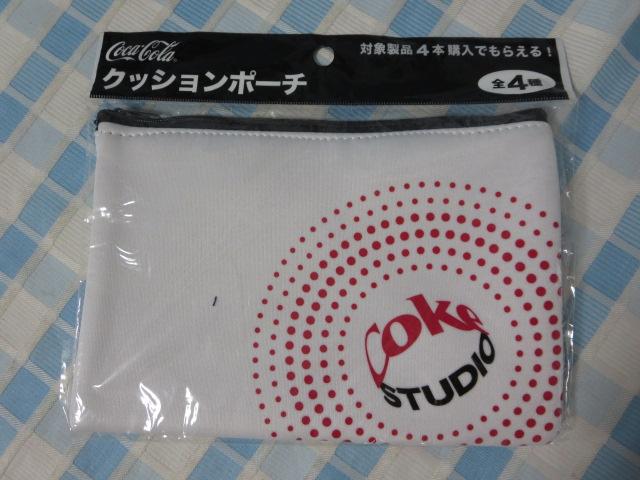 Coca-Cola
クッションポーチ
対象製品4本購入でもらえる!
全4種
Coke
STUDIO